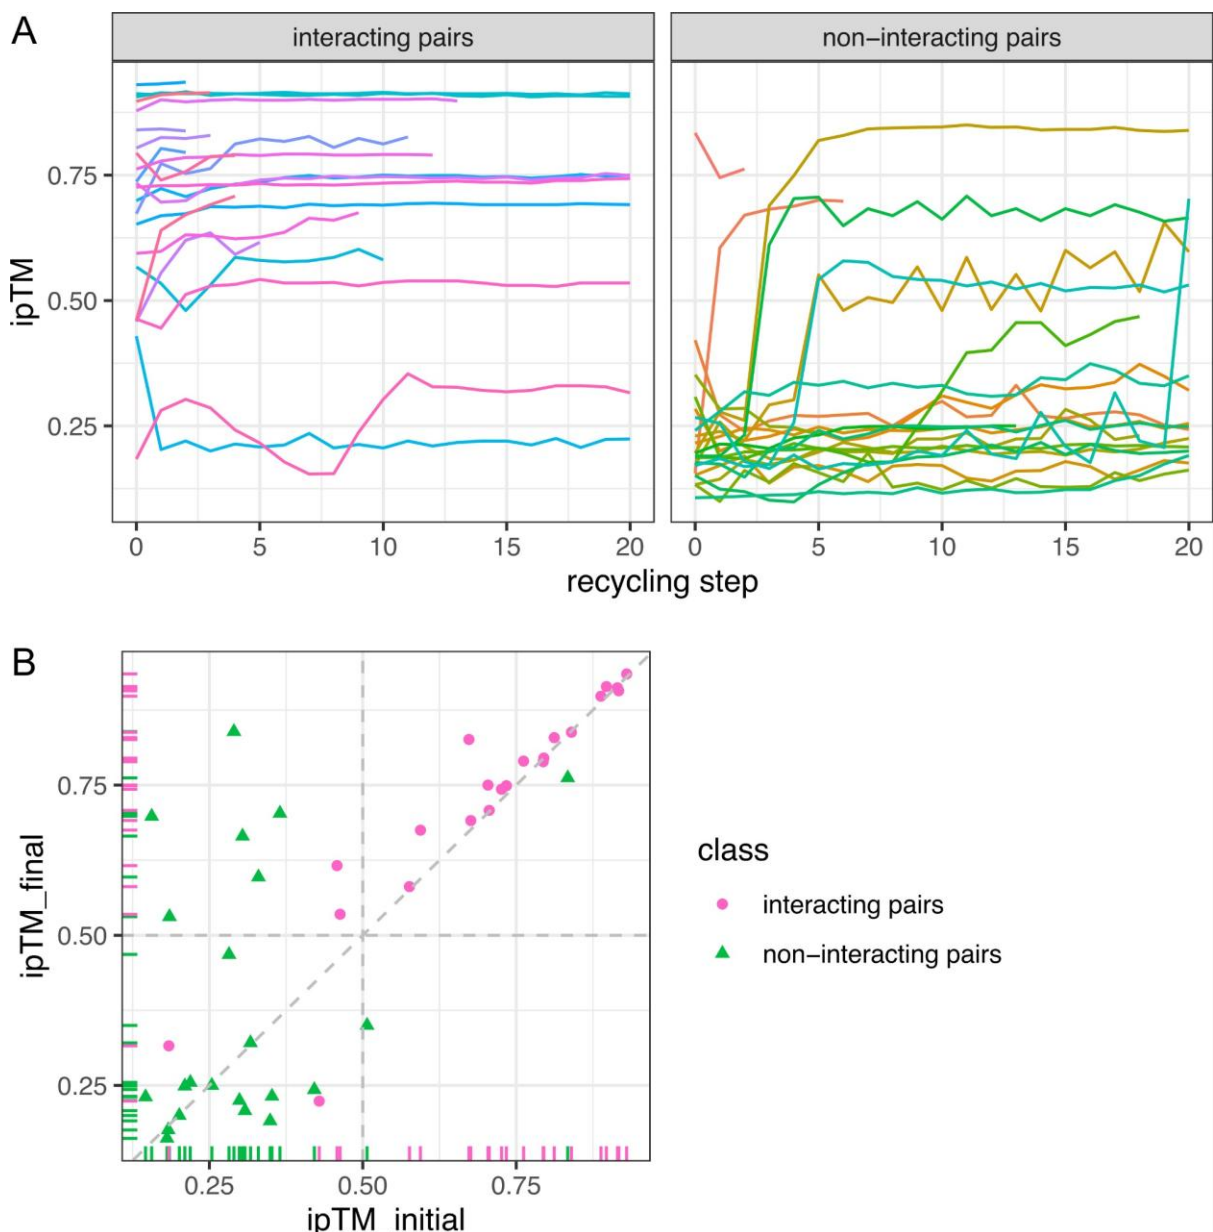 A
interacting pairs
non−interacting pairs
ipTM
0.75
0.50
0.25
0 5 10 15 20
0 5 10 15 20
recycling step
B
ipTM_final
0.75
0.50
0.25
0.25 0.50 0.75
ipTM_initial
class
interacting pairs
non−interacting pairs